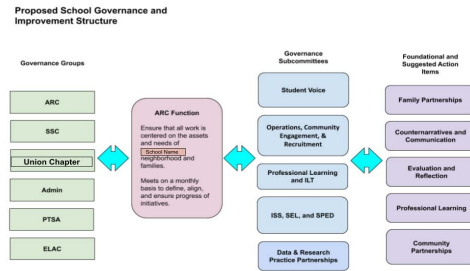 Proposed School Governance and
Improvement Structure
Governance Groups
ARC
SSC
Union Chapter
Admin
PTSA
ELAC
ARC Function
Ensure that all work is
centered on the assets
and needs of
School Name
neighborhood and
families.
Meets on a monthly
basis to define, align,
and ensure progress of
initiatives.
Governance
Subcommittees
Student Voice
Operations, Community
Engagement, &
Recruitment
Professional Learning
and ILT
ISS, SEL, and SPED
Data & Research
Practice Partnerships
Foundational and
Suggested Action
Items
Family Partnerships
Counternarratives and
Communication
Evaluation and
Reflection
Professional Learning
Community
Partnerships